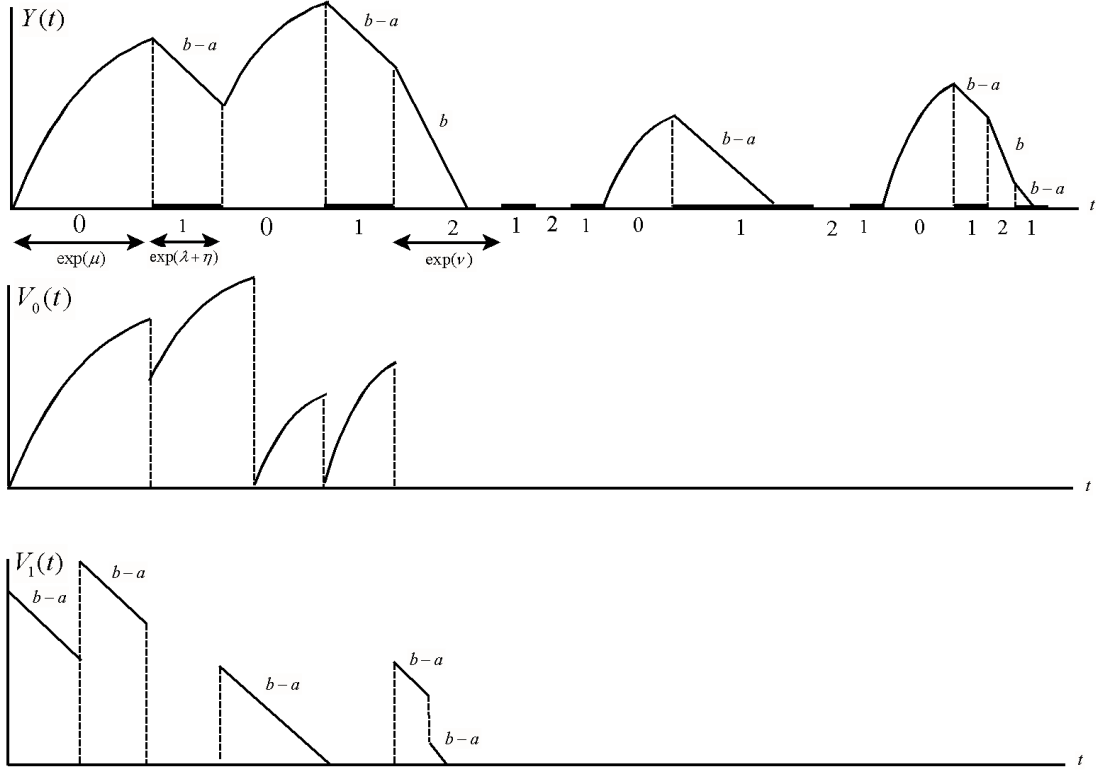 Y(t)
b−a
b−a
b
b−a
b−a
b
b−a
t
0 1 0 1 2 1 2 1 0 1 2 1 0 1 2 1
exp(μ) exp(λ+η) exp(ν)
V₀(t)
t
V₁(t)
b−a
b−a
b−a
b−a
b−a
t